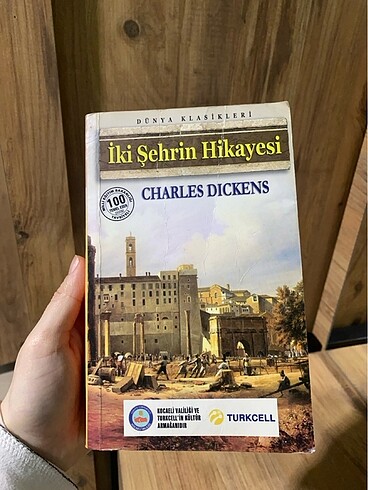 DÜNYA KLASİKLERİ
İki Şehrin Hikayesi
CHARLES DICKENS
100
KOCAELİ VALİLİĞİ VE
TURKCELL'İN KÜLTÜR
ARMAĞANIDIR
TURKCELL